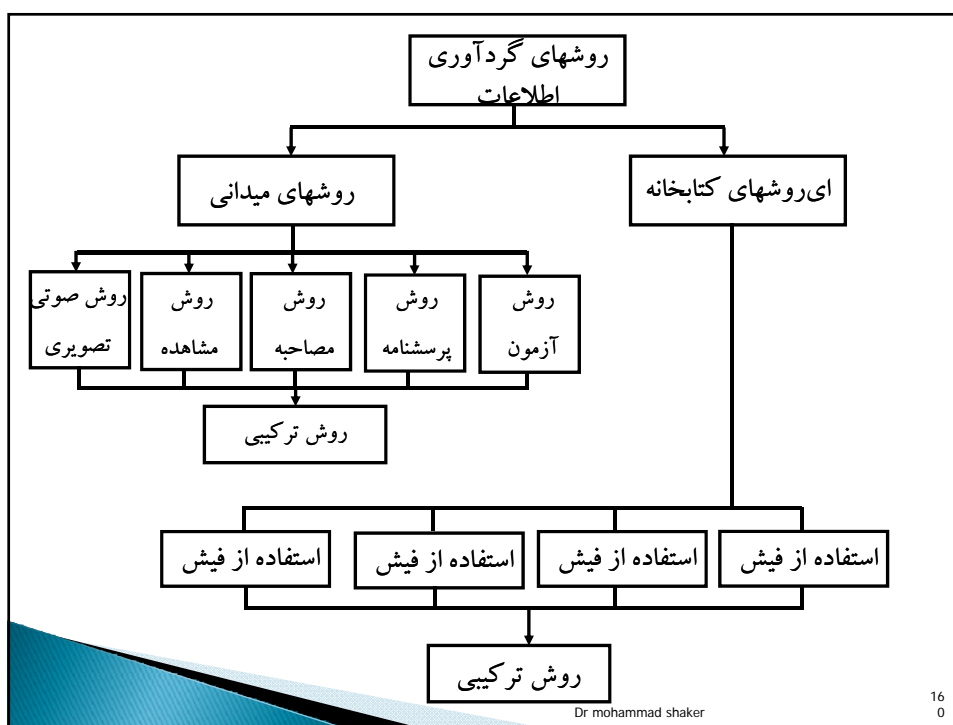 روشهای گردآوری
اطلاعات
ای‌روشهای کتابخانه
روشهای میدانی
روش
آزمون
روش
پرسشنامه
روش
مصاحبه
روش
مشاهده
روش صوتی
تصویری
روش ترکیبی
استفاده از فیش
استفاده از فیش
استفاده از فیش
استفاده از فیش
روش ترکیبی
Dr mohammad shaker
16
0